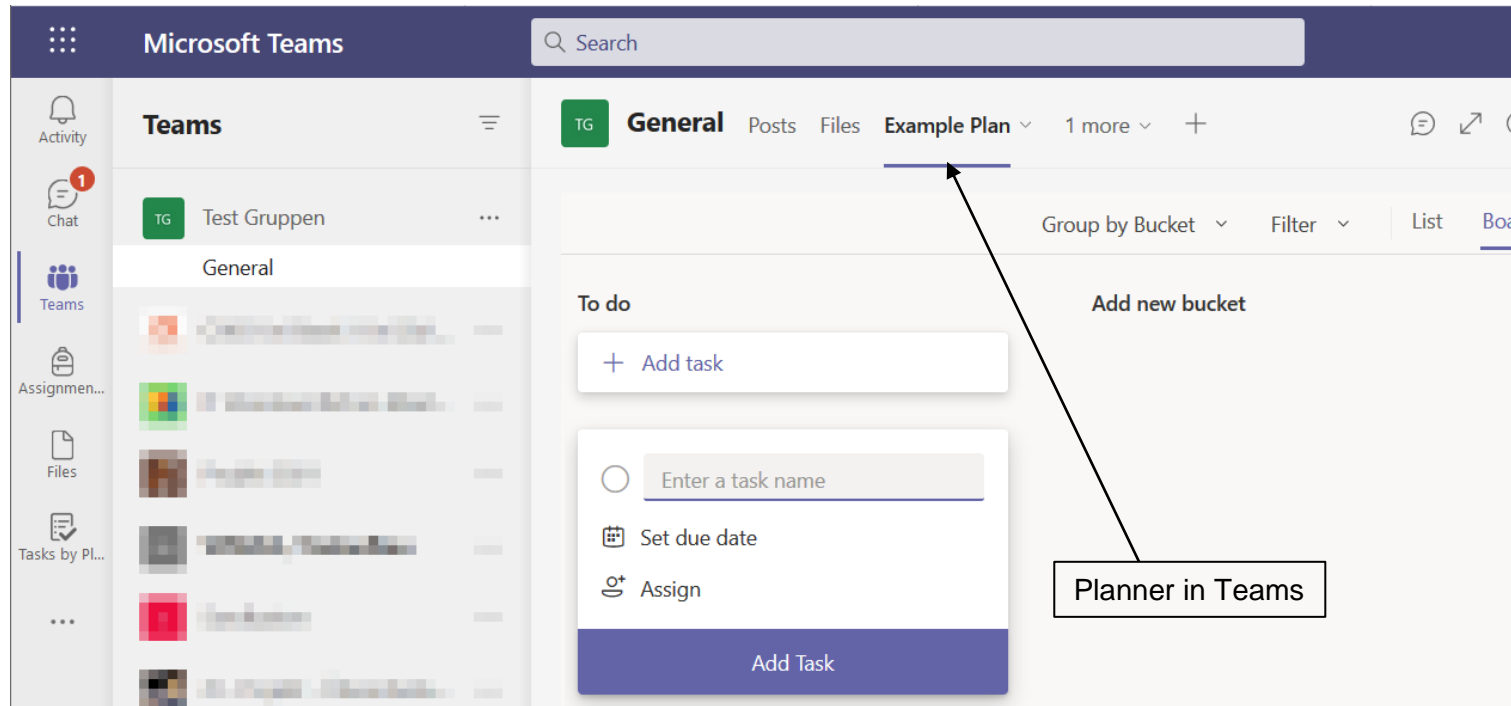 Microsoft Teams
Search
Activity
1
Chat
Teams
Assignmen...
Files
Tasks by Pl...
Teams
TG Test Gruppen
General
TG General Posts Files Example Plan 1 more
Group by Bucket Filter List Boa
To do
Add new bucket
Add task
Enter a task name
Set due date
Assign
Add Task
Planner in Teams